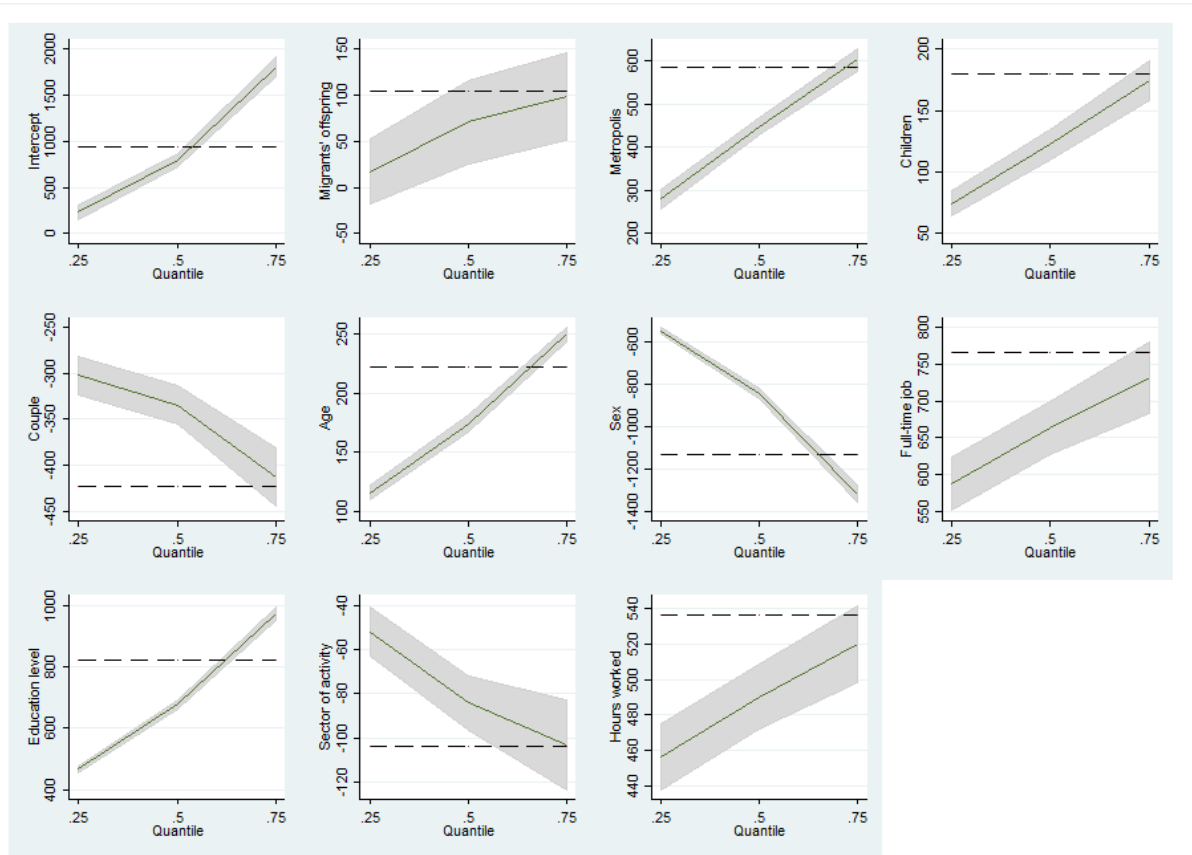 Intercept
2000
1500
1000
500
0
.25 .5 .75
Quantile
Migrants' offspring
150
100
50
0
-50
.25 .5 .75
Quantile
Metropolis
600
500
400
300
200
.25 .5 .75
Quantile
Children
200
150
100
50
.25 .5 .75
Quantile
Couple
-250
-300
-350
-400
-450
.25 .5 .75
Quantile
Age
250
200
150
100
.25 .5 .75
Quantile
Sex
-600
-800
-1000
-1200
-1400
.25 .5 .75
Quantile
Full-time job
800
750
700
650
600
550
.25 .5 .75
Quantile
Education level
1000
800
600
400
.25 .5 .75
Quantile
Sector of activity
-40
-60
-80
-100
-120
.25 .5 .75
Quantile
Hours worked
540
520
500
480
460
440
.25 .5 .75
Quantile